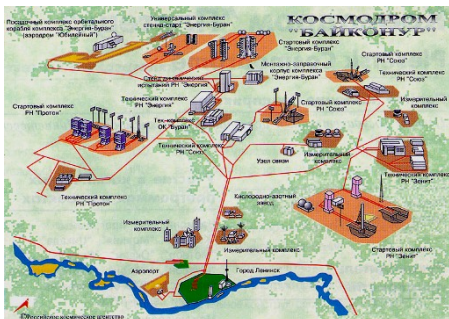 КОСМОДРОМ
"БАЙКОНУР"
Посадочный комплекс орбитального
корабля комплекса "Энергия-Буран"
(аэродром "Юбилейный")
Универсальный комплекс
стенд-старт "Энергия-Буран"
Стартовый комплекс
"Энергия-Буран"
Монтажно-заправочный
корпус комплекса
"Энергия-Буран"
Стартовый комплекс
РН "Союз"
Технический комплекс
РН "Союз"
Измерительный
комплекс
Стенд динамических
испытаний РН "Энергия"
Технический комплекс
РН "Энергия"
Стартовый комплекс
РН "Протон"
Тех.комплекс
ОК "Буран"
Стартовый комплекс
РН "Союз"
Технический комплекс
РН "Союз"
Узел связи
Измерительный
комплекс
Технический комплекс
РН "Зенит"
Технический комплекс
РН "Протон"
Кислородно-азотный
завод
Измерительный
комплекс
Измерительный комплекс
Стартовый комплекс
РН "Зенит"
Аэропорт
Город Ленинск
©Российское космическое агентство